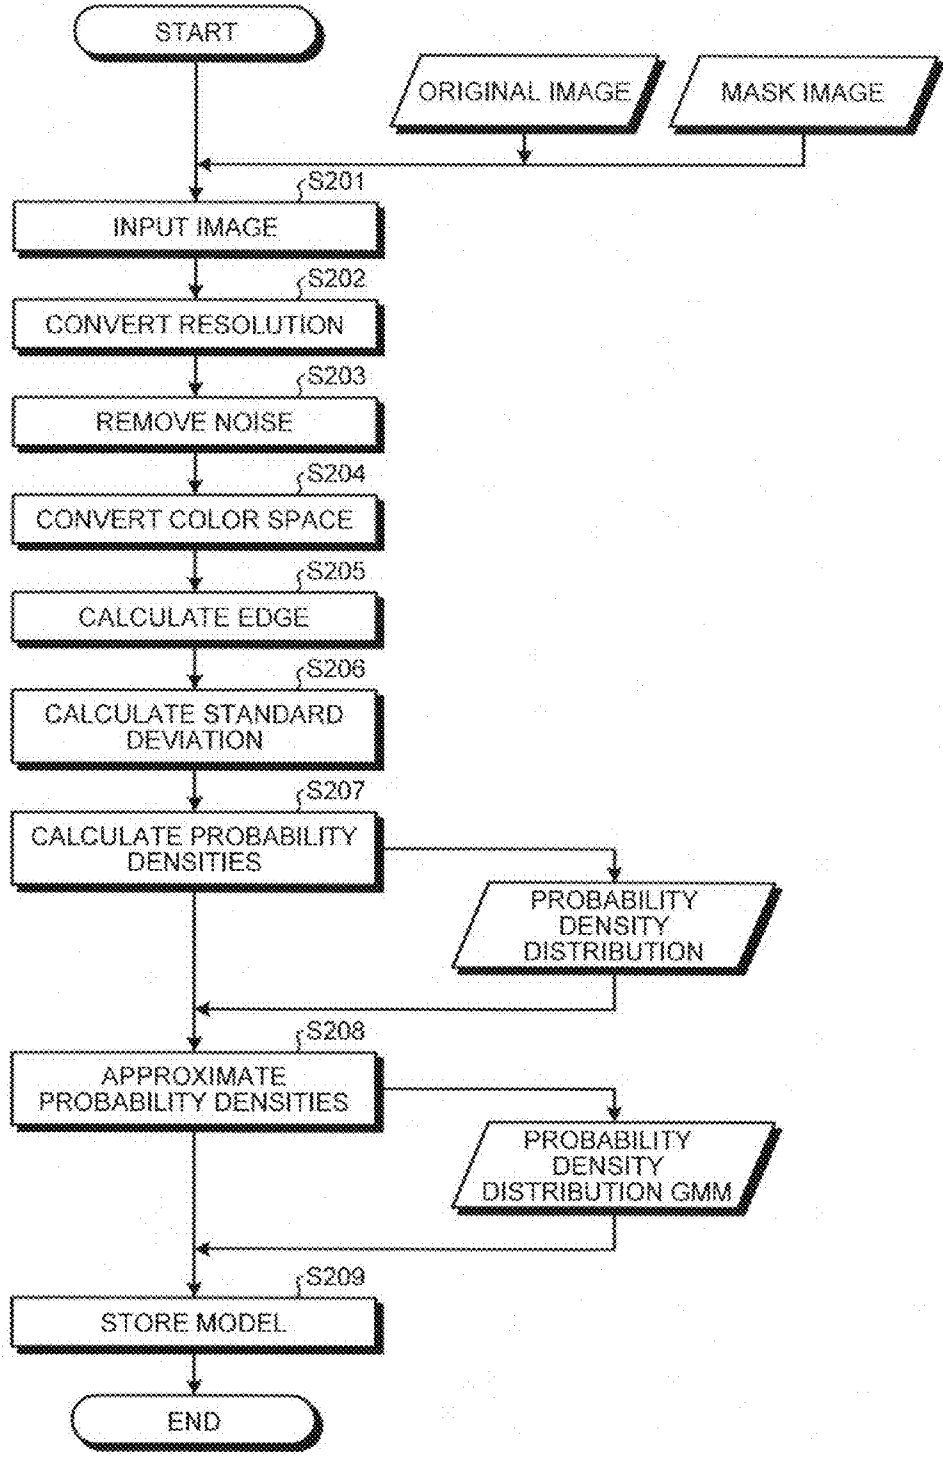 START
ORIGINAL IMAGE
MASK IMAGE
S201
INPUT IMAGE
S202
CONVERT RESOLUTION
S203
REMOVE NOISE
S204
CONVERT COLOR SPACE
S205
CALCULATE EDGE
S206
CALCULATE STANDARD
DEVIATION
S207
CALCULATE PROBABILITY
DENSITIES
PROBABILITY
DENSITY
DISTRIBUTION
S208
APPROXIMATE
PROBABILITY DENSITIES
PROBABILITY
DENSITY
DISTRIBUTION GMM
S209
STORE MODEL
END